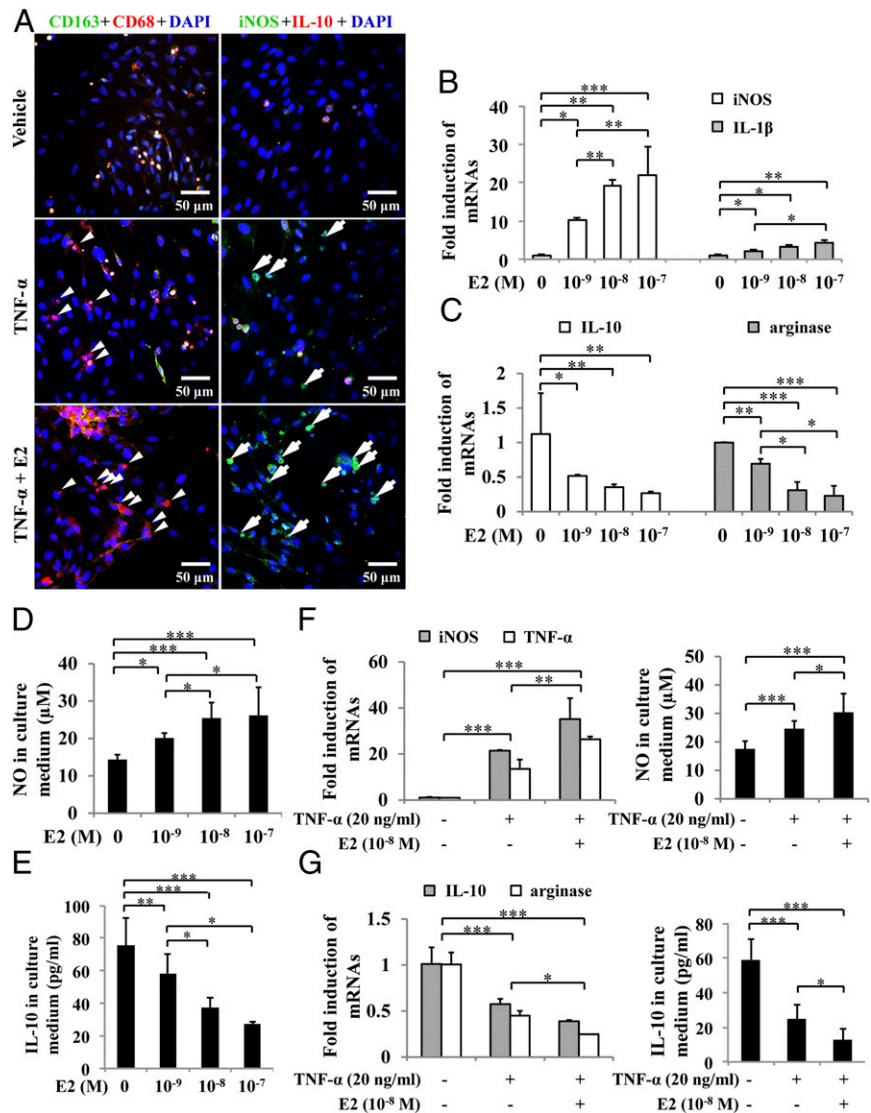 A
CD163+CD68+DAPI
iNOS+IL-10+DAPI
Vehicle
50 μm
50 μm
TNF-α
50 μm
50 μm
TNF-α + E2
50 μm
50 μm
B
iNOS
IL-1β
Fold induction of
mRNAs
40
30
20
10
0
***
**
*
**
**
**
*
*
*
E2 (M) 0 10⁻⁹ 10⁻⁸ 10⁻⁷ 0 10⁻⁹ 10⁻⁸ 10⁻⁷
C
IL-10
arginase
Fold induction of
mRNAs
2
1.5
1
0.5
0
**
**
*
***
***
**
*
*
E2 (M) 0 10⁻⁹ 10⁻⁸ 10⁻⁷ 0 10⁻⁹ 10⁻⁸ 10⁻⁷
D
NO in culture
medium (μM)
40
30
20
10
0
***
***
*
*
*
E2 (M) 0 10⁻⁹ 10⁻⁸ 10⁻⁷
E
IL-10 in culture
medium (pg/ml)
100
80
60
40
20
0
***
***
**
*
*
E2 (M) 0 10⁻⁹ 10⁻⁸ 10⁻⁷
F
iNOS
TNF-α
Fold induction of
mRNAs
60
40
20
0
***
**
***
TNF-α (20 ng/ml) - + +
E2 (10⁻⁸ M) - - +
NO in culture
medium (μM)
50
40
30
20
10
0
***
*
***
TNF-α (20 ng/ml) - + +
E2 (10⁻⁸ M) - - +
G
IL-10
arginase
Fold induction of
mRNAs
1.5
1
0.5
0
***
***
*
TNF-α (20 ng/ml) - + +
E2 (10⁻⁸ M) - - +
IL-10 in culture
medium (pg/ml)
80
60
40
20
0
***
***
*
TNF-α (20 ng/ml) - + +
E2 (10⁻⁸ M) - - +